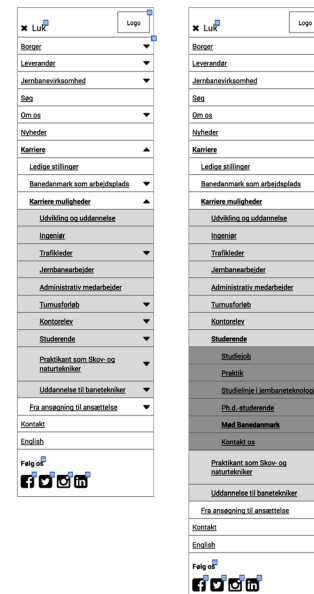 ✖ Luk
Logo
Borger
Leverandør
Jernbanevirksomhed
Søg
Om os
Nyheder
Karriere
Ledige stillinger
Banedanmark som arbejdsplads
Karriere muligheder
Udvikling og uddannelse
Ingeniør
Trafikleder
Jernbanearbejder
Administrativ medarbejder
Turnusforløb
Kontorelev
Studerende
Praktikant som Skov- og
naturtekniker
Uddannelse til banetekniker
Fra ansøgning til ansættelse
Kontakt
English
Følg os
✖ Luk
Logo
Borger
Leverandør
Jernbanevirksomhed
Søg
Om os
Nyheder
Karriere
Ledige stillinger
Banedanmark som arbejdsplads
Karriere muligheder
Udvikling og uddannelse
Ingeniør
Trafikleder
Jernbanearbejder
Administrativ medarbejder
Turnusforløb
Kontorelev
Studerende
Studiejob
Praktik
Studielinje i jernbaneteknologi
Ph.d.-studerende
Mød Banedanmark
Kontakt os
Praktikant som Skov- og
naturtekniker
Uddannelse til banetekniker
Fra ansøgning til ansættelse
Kontakt
English
Følg os